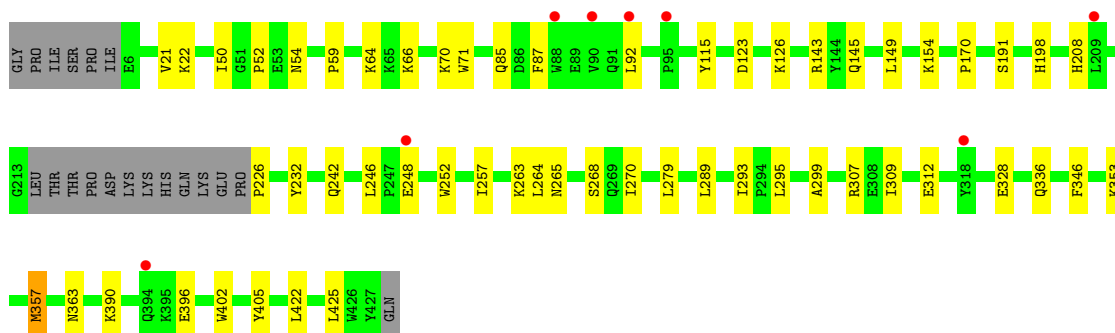 GLY PRO ILE SER PRO ILE E6 V21 K22 I50 G51 P52 E53 N54 P59 K64 K65 K66 K70 W71 Q85 D86 F87 W88 E89 V90 Q91 L92 P95 Y115 D123 K126 R143 Y144 Q145 L149 K154 P170 S191 H198 H208 L209
G213 LEU THR THR PRO ASP LYS LYS HIS GLN LYS GLU PRO P226 Y232 Q242 L246 P247 E248 W252 I257 K263 L264 N265 S268 Q269 I270 L279 L289 I293 P294 L295 A299 R307 E308 I309 E312 Y318 E328 Q336 F346 K353
M357 N363 K390 Q394 K395 E396 W402 Y405 L422 L425 W426 Y427 GLN